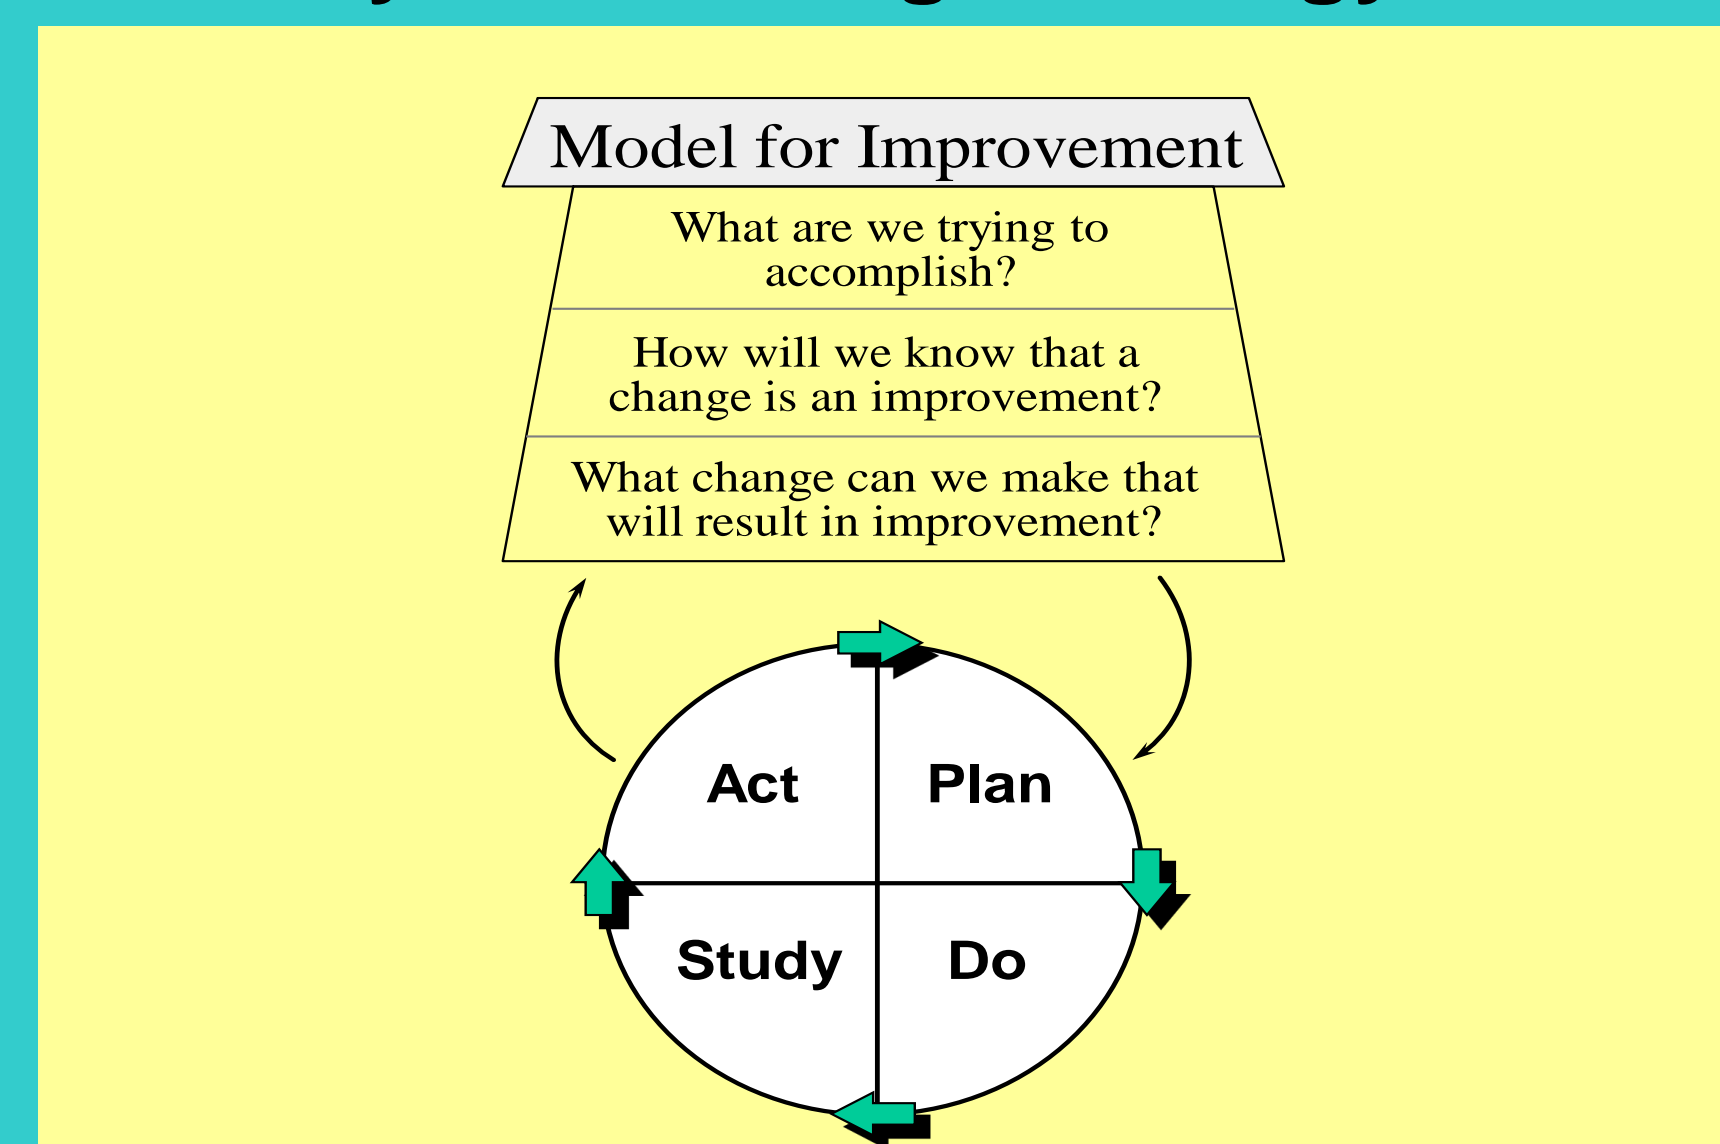 Model for Improvement
What are we trying to
accomplish?
How will we know that a
change is an improvement?
What change can we make that
will result in improvement?
Act
Plan
Study
Do